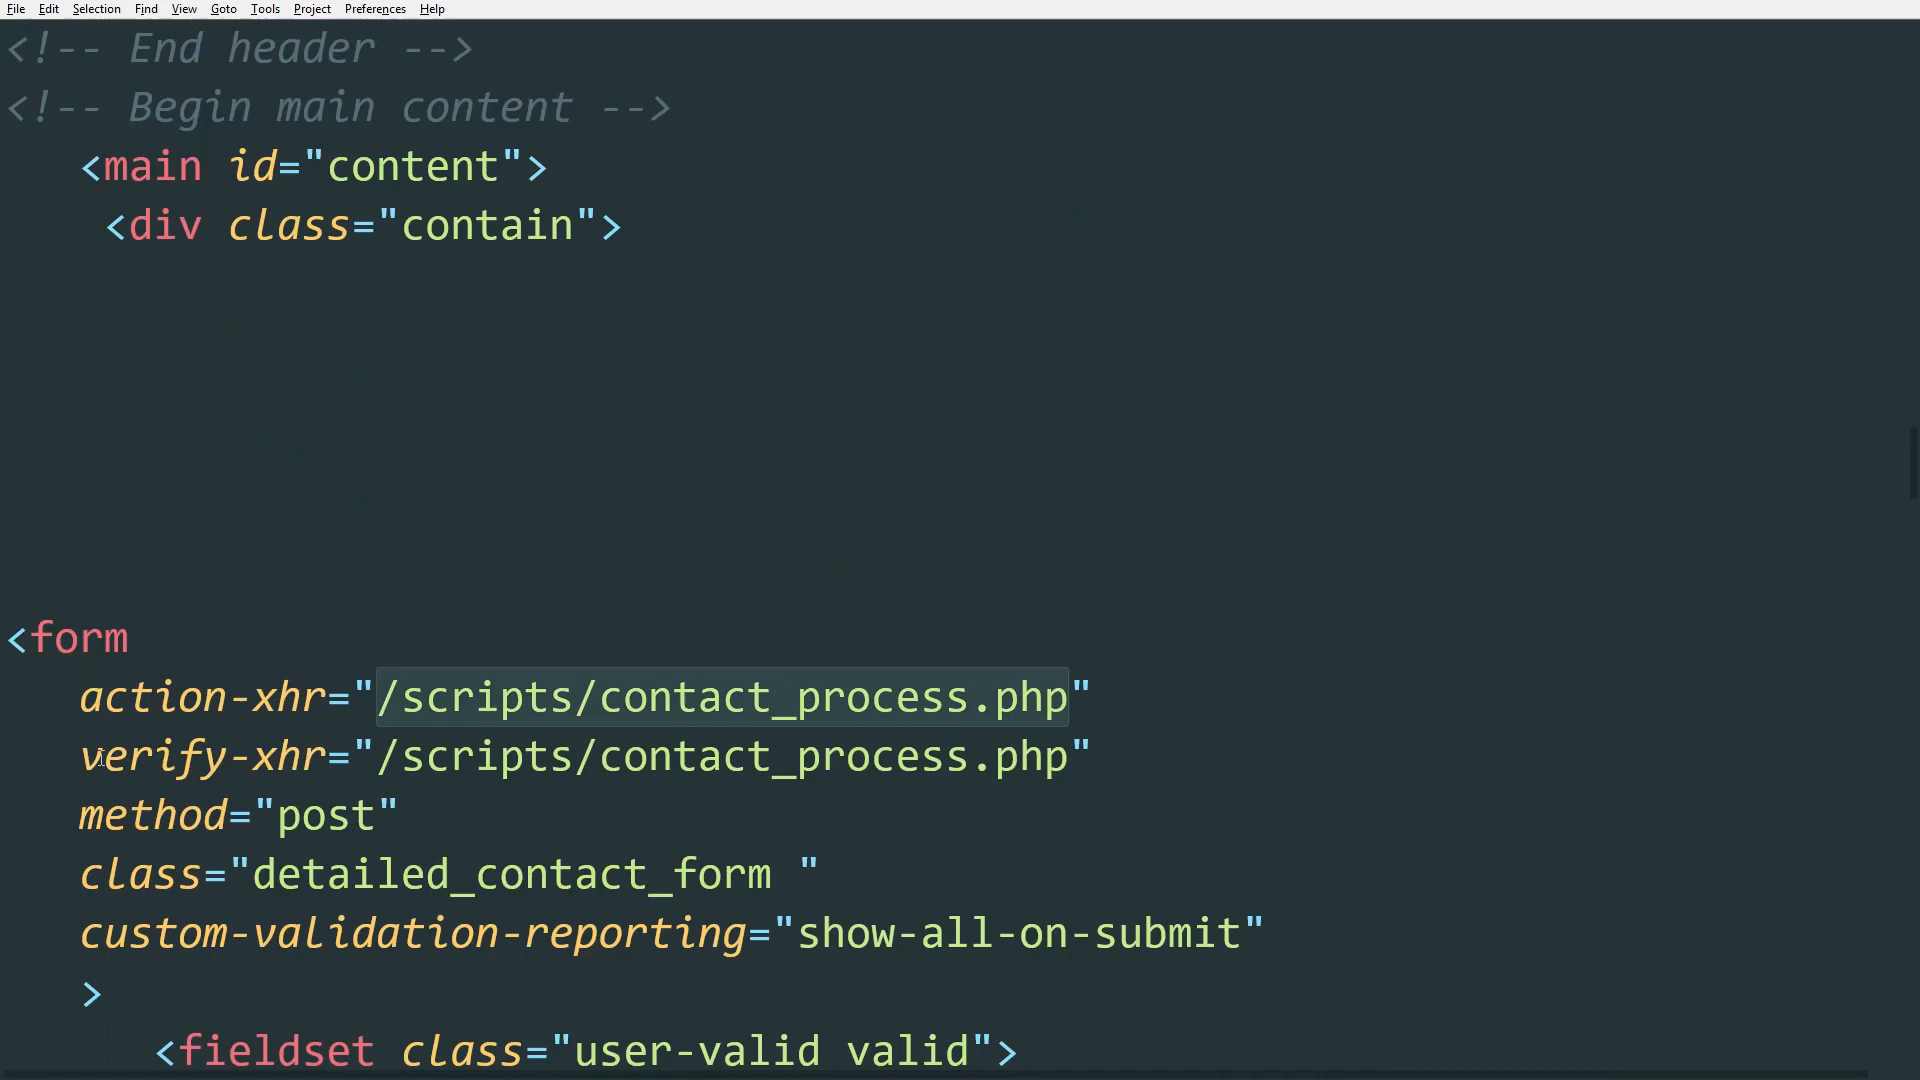 File Edit Selection Find View Goto Tools Project Preferences Help
<!-- End header -->
<!-- Begin main content -->
<main id="content">
<div class="contain">
<form
action-xhr="/scripts/contact_process.php"
verify-xhr="/scripts/contact_process.php"
method="post"
class="detailed_contact_form "
custom-validation-reporting="show-all-on-submit"
>
<fieldset class="user-valid valid">